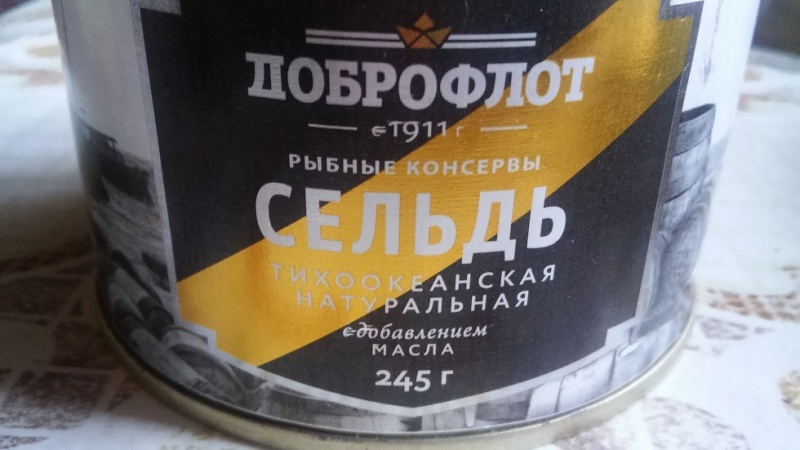 ДОБРОФЛОТ
с 1911 г
РЫБНЫЕ КОНСЕРВЫ
СЕЛЬДЬ
ТИХООКЕАНСКАЯ
НАТУРАЛЬНАЯ
с добавлением
МАСЛА
245 г